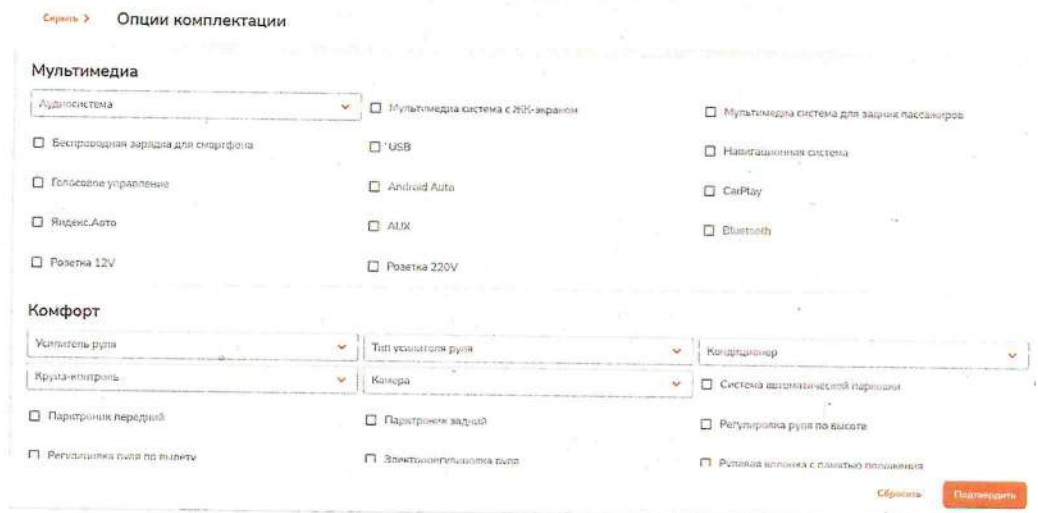 Скрыть Опции комплектации
Мультимедиа
Аудиосистема
Мультимедиа система с ЖК-экраном
Мультимедиа система для задних пассажиров
Беспроводная зарядка для смартфона
USB
Навигационная система
Голосовое управление
Android Auto
CarPlay
Яндекс.Авто
AUX
Bluetooth
Розетка 12V
Розетка 220V
Комфорт
Усилитель руля
Тип усилителя руля
Кондиционер
Круиз-контроль
Камера
Система автоматической парковки
Парктроник передний
Парктроник задний
Регулировка руля по высоте
Регулировка руля по вылету
Электрорегулировка руля
Рулевая колонка с памятью положения
Сбросить
Подтвердить